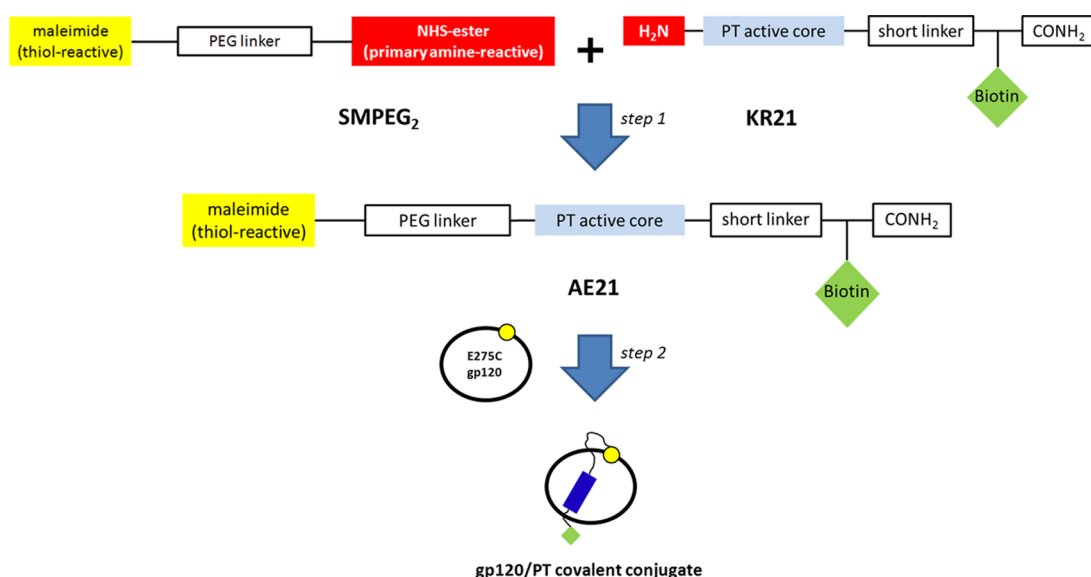 maleimide
(thiol-reactive)
PEG linker
NHS-ester
(primary amine-reactive)
+
H₂N
PT active core
short linker
CONH₂
Biotin
SMPEG₂
step 1
KR21
maleimide
(thiol-reactive)
PEG linker
PT active core
short linker
CONH₂
Biotin
AE21
E275C
gp120
step 2
gp120/PT covalent conjugate